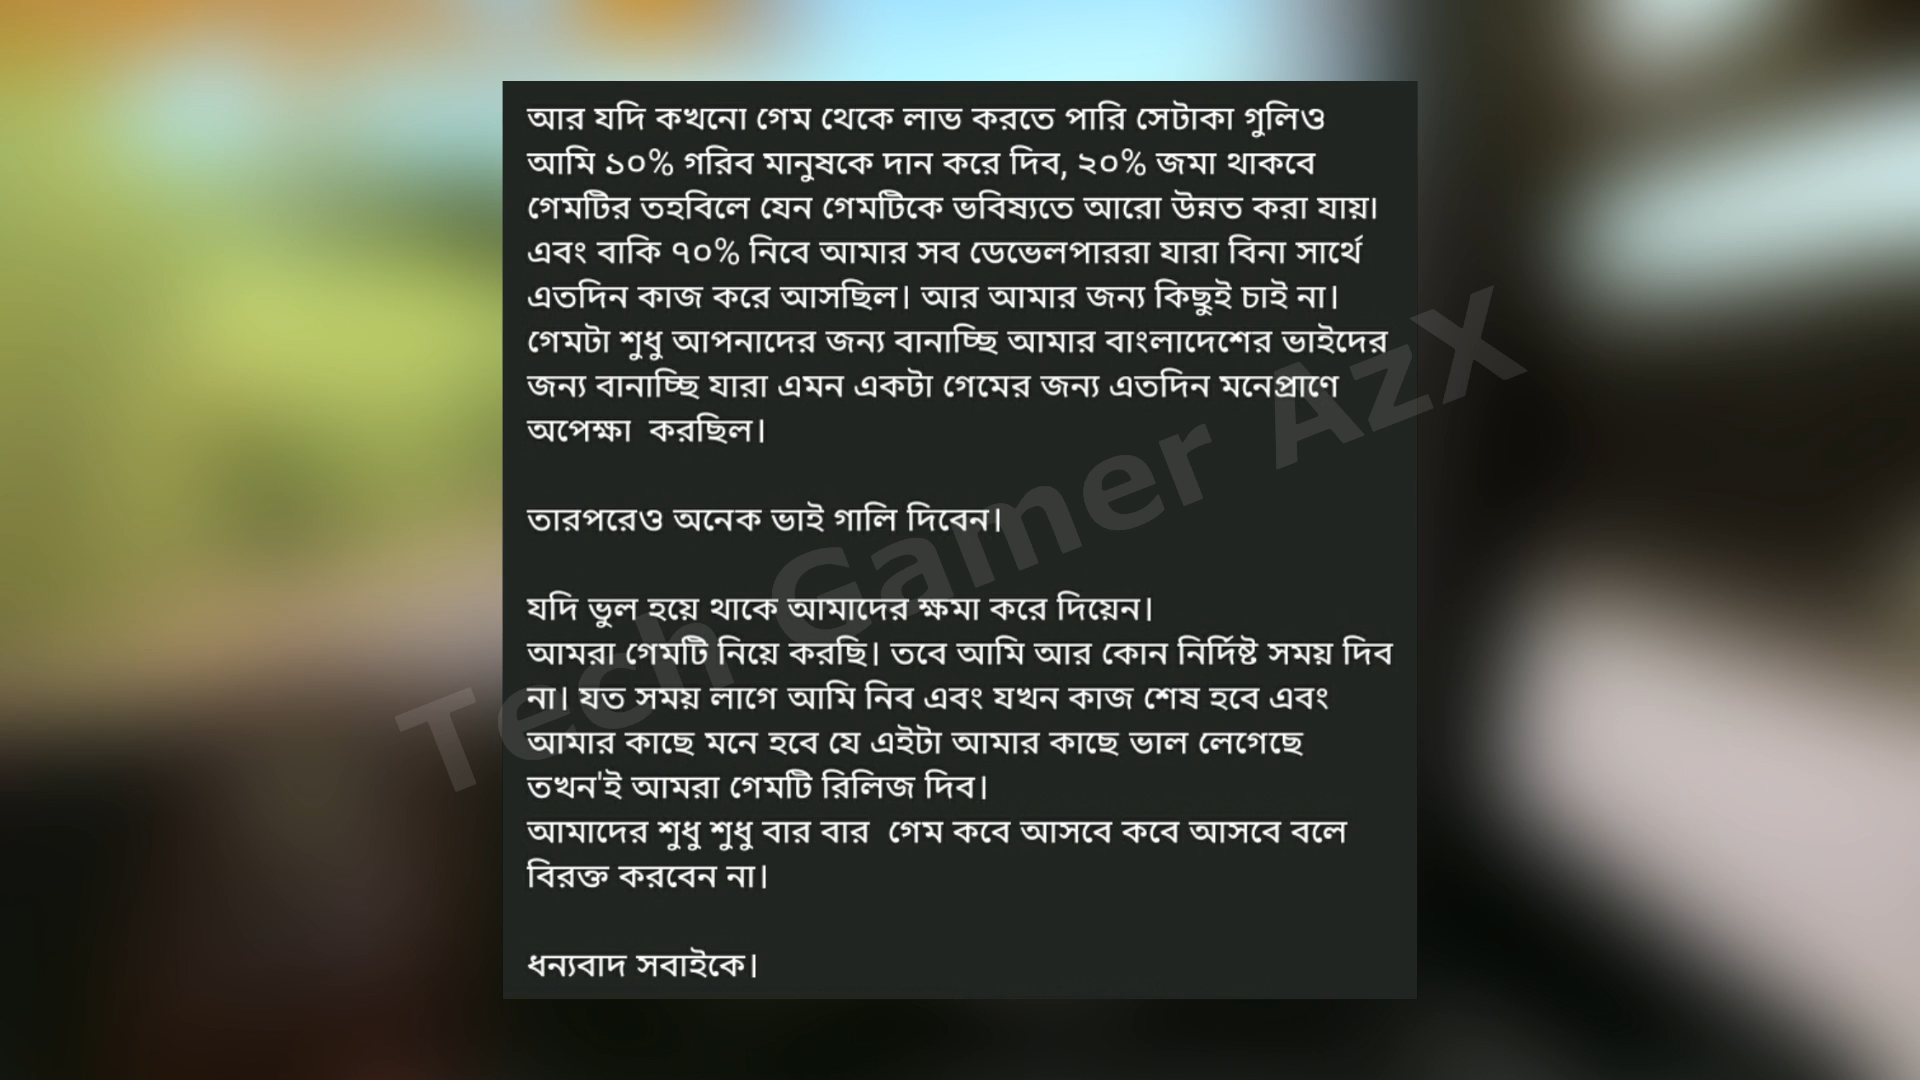 আর যদি কখনো গেম থেকে লাভ করতে পারি সেটাকা গুলিও
আমি ১০% গরিব মানুষকে দান করে দিব, ২০% জমা থাকবে
গেমটির তহবিলে যেন গেমটিকে ভবিষ্যতে আরো উন্নত করা যায়।
এবং বাকি ৭০% নিবে আমার সব ডেভেলপাররা যারা বিনা সার্থে
এতদিন কাজ করে আসছিল। আর আমার জন্য কিছুই চাই না।
গেমটা শুধু আপনাদের জন্য বানাচ্ছি আমার বাংলাদেশের ভাইদের
জন্য বানাচ্ছি যারা এমন একটা গেমের জন্য এতদিন মনেপ্রাণে
অপেক্ষা  করছিল।
তারপরেও অনেক ভাই গালি দিবেন।
যদি ভুল হয়ে থাকে আমাদের ক্ষমা করে দিয়েন।
আমরা গেমটি নিয়ে করছি। তবে আমি আর কোন নির্দিষ্ট সময় দিব
না। যত সময় লাগে আমি নিব এবং যখন কাজ শেষ হবে এবং
আমার কাছে মনে হবে যে এইটা আমার কাছে ভাল লেগেছে
তখন'ই আমরা গেমটি রিলিজ দিব।
আমাদের শুধু শুধু বার বার  গেম কবে আসবে কবে আসবে বলে
বিরক্ত করবেন না।
ধন্যবাদ সবাইকে।
Tech Gamer AzX